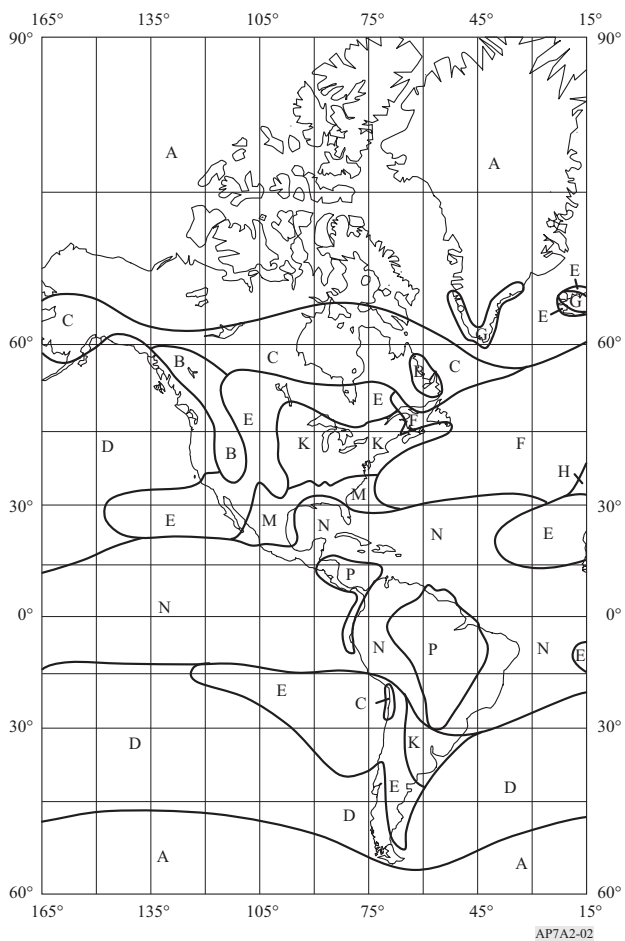 165° 135° 105° 75° 45° 15°
90° 90°
A A
E
G
E
C G
60° 60°
B C B C
E
E F
D B K K F
H
30° M 30°
E M N N E
P
N
0° 0°
N P N E
E
C
30° 30°
D K
E D
D
A A
60° 60°
165° 135° 105° 75° 45° 15°
AP7A2-02